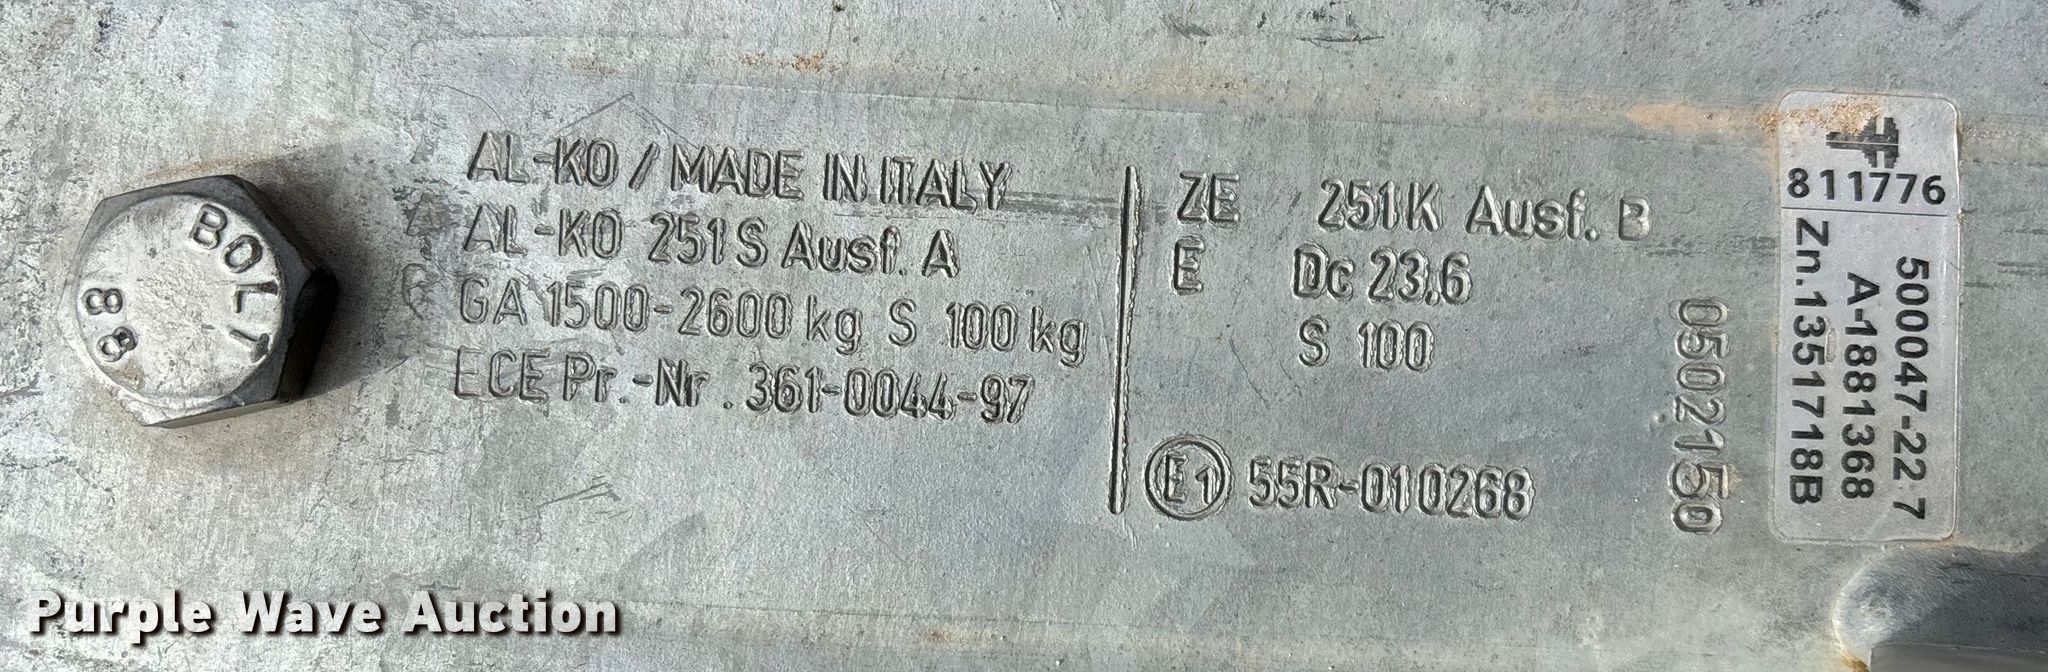 BOLT
88
AL-KO / MADE IN ITALY
AL-KO 251 S Ausf. A
GA 1500-2600 kg S 100 kg
ECE Pr.-Nr. 361-0044-97
ZE 251K Ausf. B
E Dc 23,6
S 100
E1 55R-010268
0502150
811776
500047-22 7
A-1881368
Zn.1351718B
Purple Wave Auction